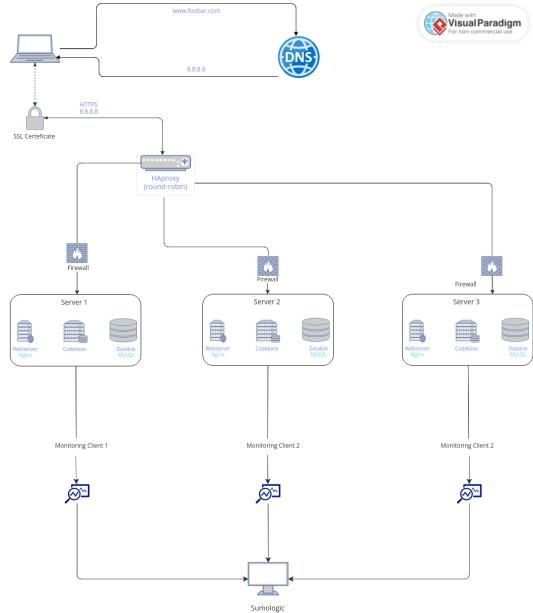 www.foobar.com
Made with
Visual Paradigm
For non-commercial use
DNS
8.8.8.8
HTTPS
8.8.8.8
SSL Certeficate
HAproxy
(round-robin)
Firewall
Firewall
Firewall
Server 1
Server 2
Server 3
Webserver
Nginx
Codebase
Databse
MySQL
Webserver
Nginx
Codebase
Databse
MySQL
Webserver
Nginx
Codebase
Databse
MySQL
Monitoring Client 1
Monitoring Client 2
Monitoring Client 2
Sumologic